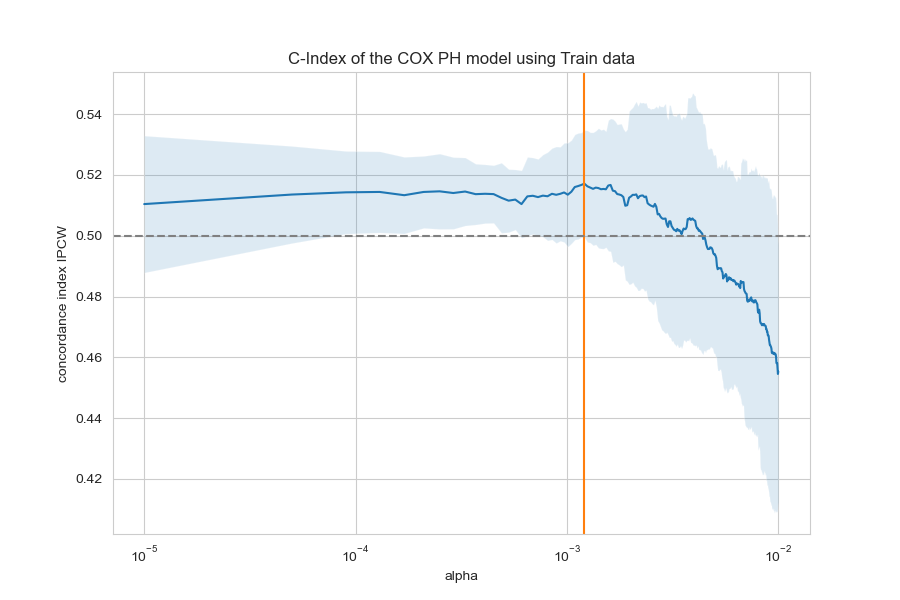 C-Index of the COX PH model using Train data
concordance index IPCW
0.54
0.52
0.50
0.48
0.46
0.44
0.42
10⁻⁵ 10⁻⁴ 10⁻³ 10⁻²
alpha